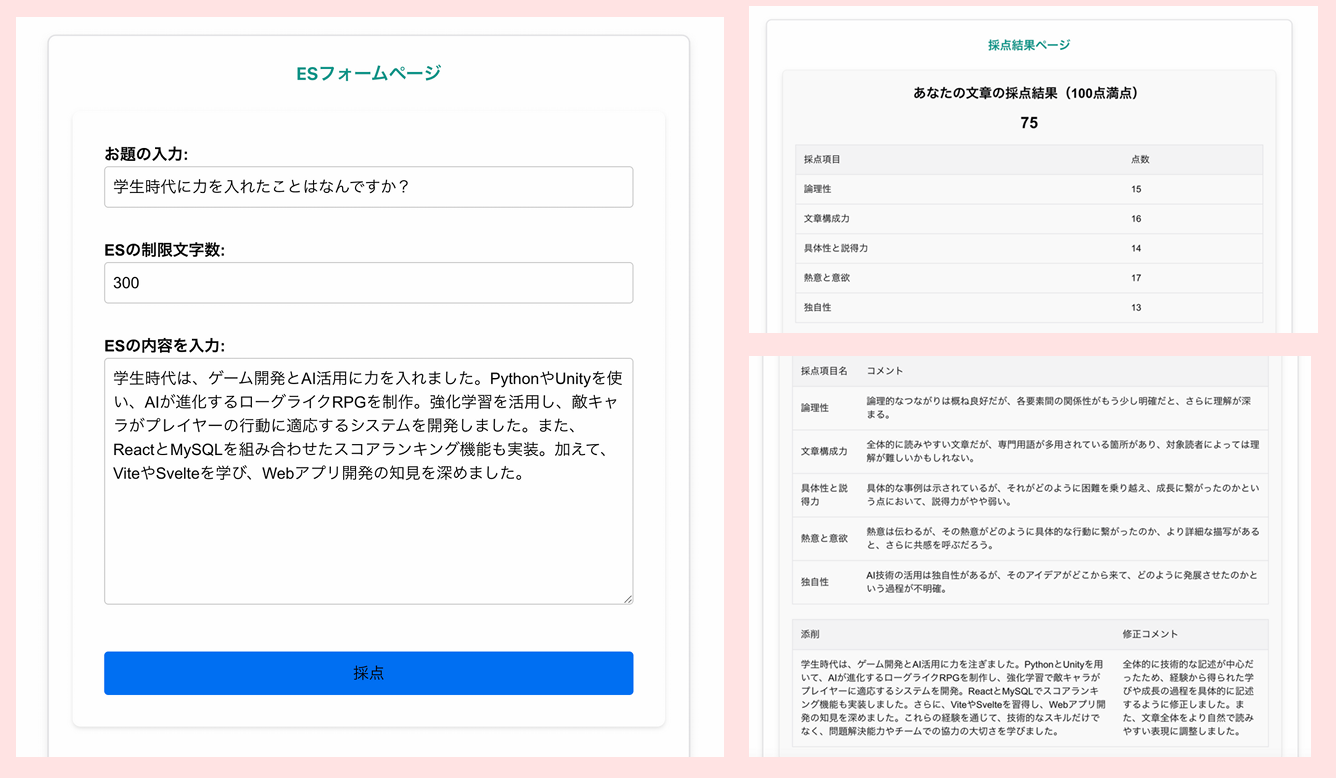 ESフォームページ
お題の入力:
学生時代に力を入れたことはなんですか？
ESの制限文字数:
300
ESの内容を入力:
学生時代は、ゲーム開発とAI活用に力を入れました。PythonやUnityを使
い、AIが進化するローグライクRPGを制作。強化学習を活用し、敵キャ
ラがプレイヤーの行動に適応するシステムを開発しました。また、
ReactとMySQLを組み合わせたスコアランキング機能も実装。加えて、
ViteやSvelteを学び、Webアプリ開発の知見を深めました。
採点
採点結果ページ
あなたの文章の採点結果（100点満点）
75
採点項目 点数
論理性 15
文章構成力 16
具体性と説得力 14
熱意と意欲 17
独自性 13
採点項目名 コメント
論理性 論理的なつながりは概ね良好だが、各要素間の関係性がもう少し明確だと、さらに理解が深
まる。
文章構成力 全体的に読みやすい文章だが、専門用語が多用されている箇所があり、対象読者によっては理
解が難しいかもしれない。
具体性と説 具体的な事例は示されているが、それがどのように困難を乗り越え、成長に繋がったのかとい
得力 う点において、説得力がやや弱い。
熱意と意欲 熱意は伝わるが、その熱意がどのように具体的な行動に繋がったのか、より詳細な描写がある
と、さらに共感を呼ぶだろう。
独自性 AI技術の活用は独自性があるが、そのアイデアがどこから来て、どのように発展させたのかと
いう過程が不明確。
添削 修正コメント
学生時代は、ゲーム開発とAI活用に力を注ぎました。PythonとUnityを用 全体的に技術的な記述が中心だ
いて、AIが進化するローグライクRPGを制作し、強化学習で敵キャラが ったため、経験から得られた学
プレイヤーに適応するシステムを開発。ReactとMySQLでスコアランキ びや成長の過程を具体的に記述
ング機能も実装しました。さらに、ViteやSvelteを習得し、Webアプリ開 するように修正しました。ま
発の知見を深めました。これらの経験を通じて、技術的なスキルだけで た、文章全体をより自然で読み
なく、問題解決能力やチームでの協力の大切さを学びました。 やすい表現に調整しました。